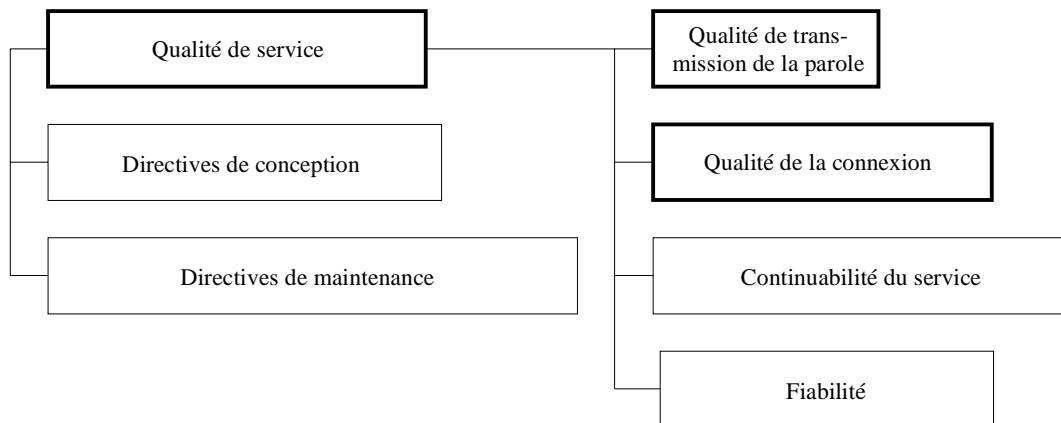 Qualité de service
Directives de conception
Directives de maintenance
Qualité de trans-
mission de la parole
Qualité de la connexion
Continuabilité du service
Fiabilité